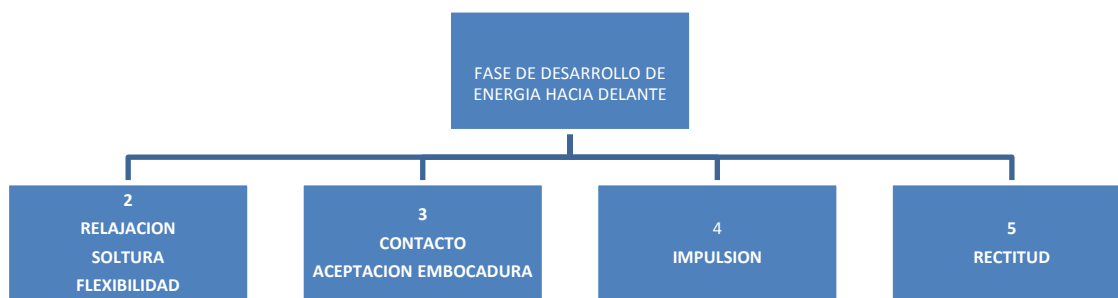 FASE DE DESARROLLO DE
ENERGIA HACIA DELANTE
2
RELAJACION
SOLTURA
FLEXIBILIDAD
3
CONTACTO
ACEPTACION EMBOCADURA
4
IMPULSION
5
RECTITUD